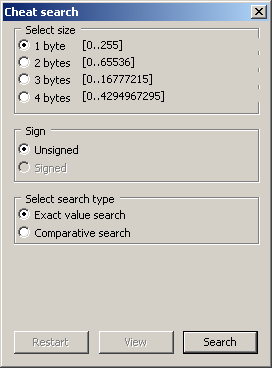 Cheat search
Select size
1 byte [0..255]
2 bytes [0..65536]
3 bytes [0..16777215]
4 bytes [0..4294967295]
Sign
Unsigned
Signed
Select search type
Exact value search
Comparative search
Restart View Search